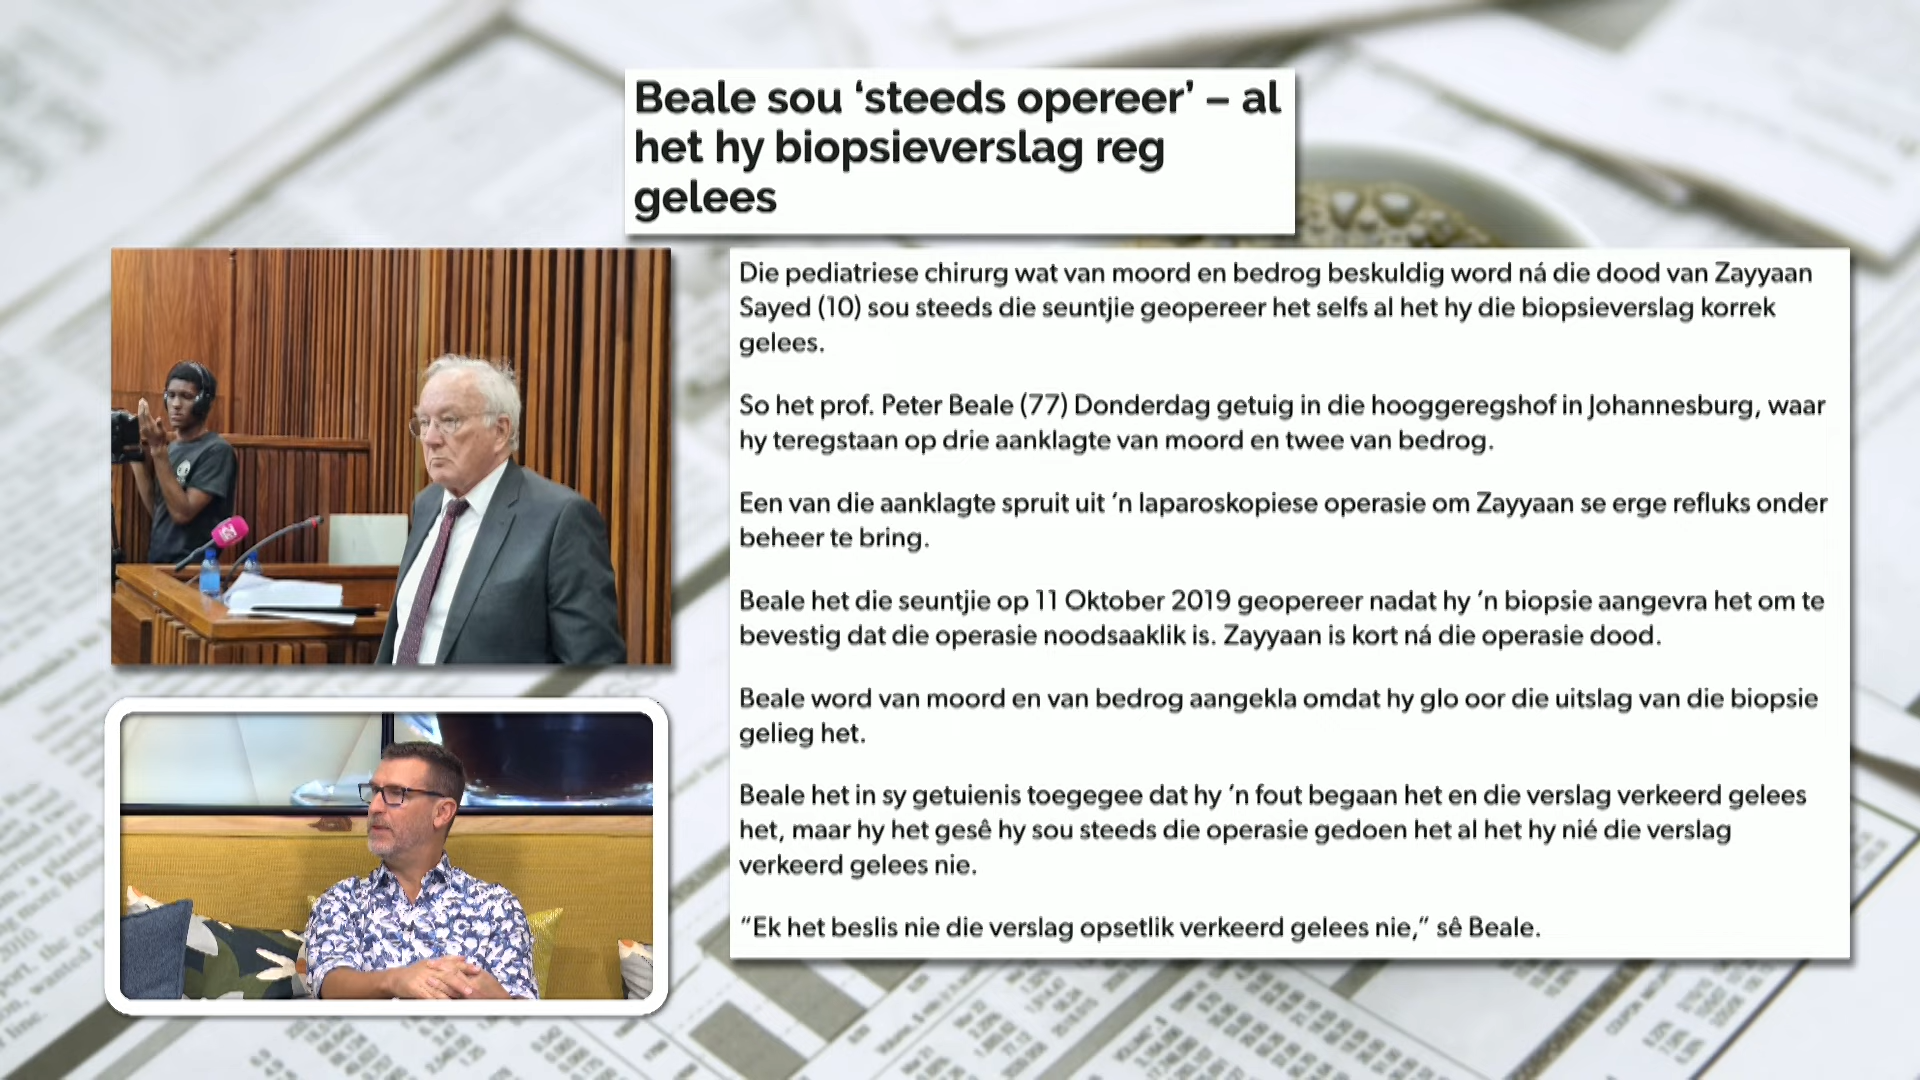 Beale sou ‘steeds opereer’ – al
het hy biopsieverslag reg
gelees
Die pediatriese chirurg wat van moord en bedrog beskuldig word ná die dood van Zayyaan
Sayed (10) sou steeds die seuntjie geopereer het selfs al het hy die biopsieverslag korrek
gelees.
So het prof. Peter Beale (77) Donderdag getuig in die hooggeregshof in Johannesburg, waar
hy teregstaan op drie aanklagte van moord en twee van bedrog.
Een van die aanklagte spruit uit ’n laparoskopiese operasie om Zayyaan se erge refluks onder
beheer te bring.
Beale het die seuntjie op 11 Oktober 2019 geopereer nadat hy ’n biopsie aangevra het om te
bevestig dat die operasie noodsaaklik is. Zayyaan is kort ná die operasie dood.
Beale word van moord en van bedrog aangekla omdat hy glo oor die uitslag van die biopsie
gelieg het.
Beale het in sy getuienis toegegee dat hy ’n fout begaan het en die verslag verkeerd gelees
het, maar hy het gesê hy sou steeds die operasie gedoen het al het hy nié die verslag
verkeerd gelees nie.
“Ek het beslis nie die verslag opsetlik verkeerd gelees nie,” sê Beale.